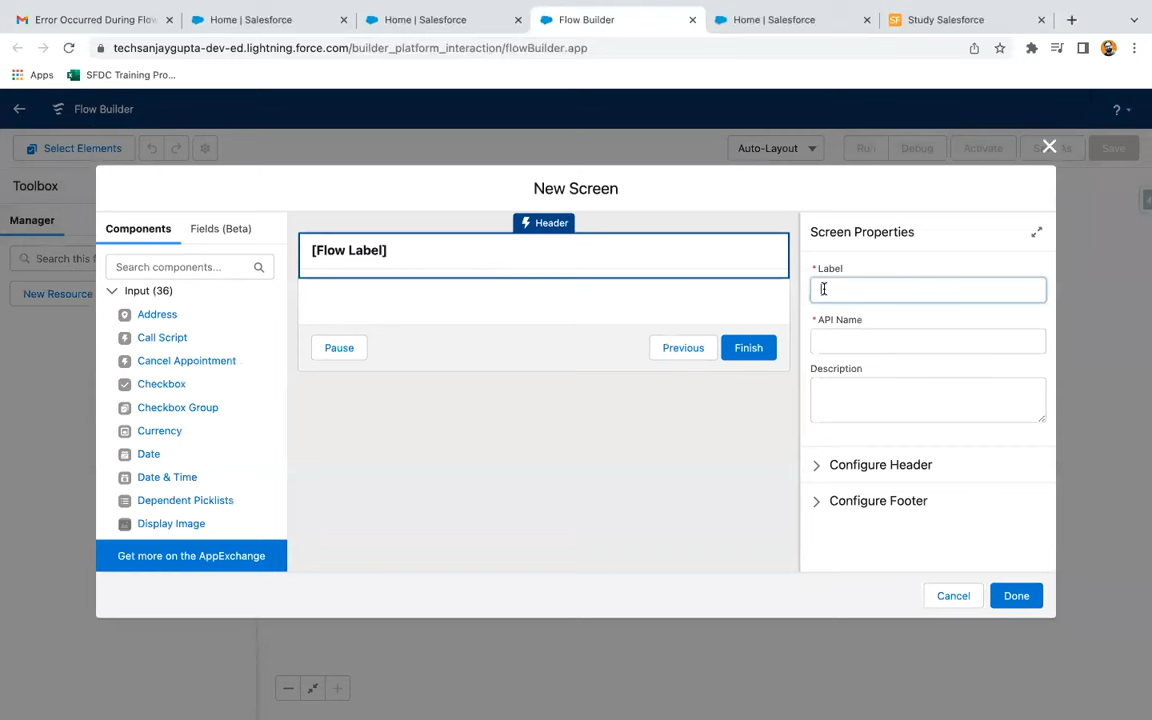 Error Occurred During Flow
Home | Salesforce
Home | Salesforce
Flow Builder
Home | Salesforce
Study Salesforce
techsanjaygupta-dev-ed.lightning.force.com/builder_platform_interaction/flowBuilder.app
Apps
SFDC Training Pro...
Flow Builder
?
Select Elements
Auto-Layout
Run
Debug
Activate
Save
Toolbox
Manager
Search this f
New Resource
New Screen
Components
Fields (Beta)
Search components...
Input (36)
Address
Call Script
Cancel Appointment
Checkbox
Checkbox Group
Currency
Date
Date & Time
Dependent Picklists
Display Image
Get more on the AppExchange
Header
[Flow Label]
Pause
Previous
Finish
Screen Properties
* Label
* API Name
Description
Configure Header
Configure Footer
Cancel
Done